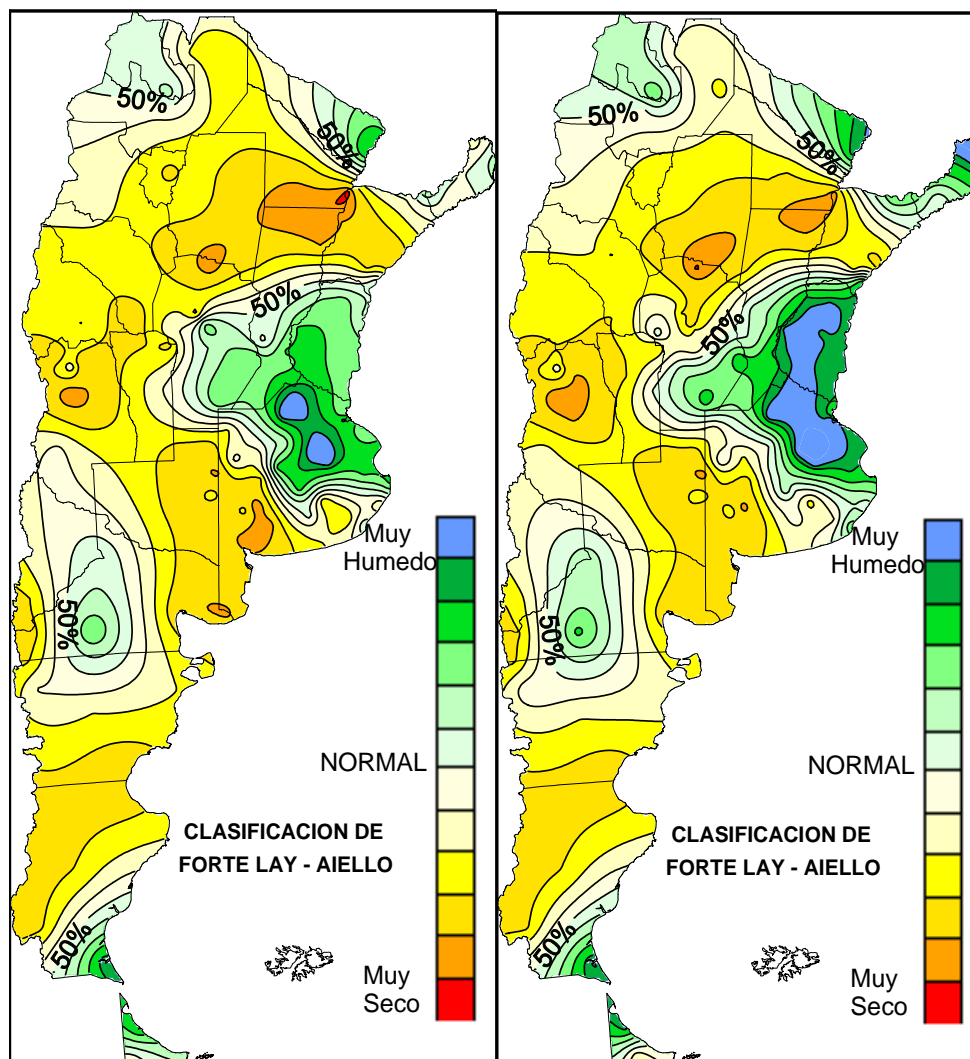 50%
50%
50%
50%
50%
Muy
Humedo
NORMAL
CLASIFICACION DE
FORTE LAY - AIELLO
Muy
Seco
50%
50%
50%
50%
50%
Muy
Humedo
NORMAL
CLASIFICACION DE
FORTE LAY - AIELLO
Muy
Seco